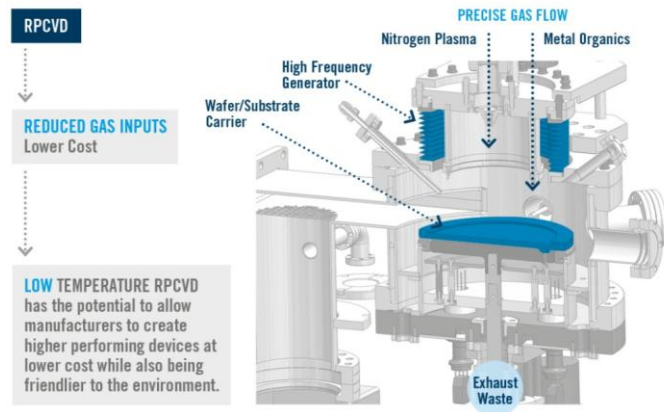 RPCVD
REDUCED GAS INPUTS
Lower Cost
LOW TEMPERATURE RPCVD
has the potential to allow
manufacturers to create
higher performing devices at
lower cost while also being
friendlier to the environment.
PRECISE GAS FLOW
Nitrogen Plasma
Metal Organics
High Frequency
Generator
Wafer/Substrate
Carrier
Exhaust
Waste